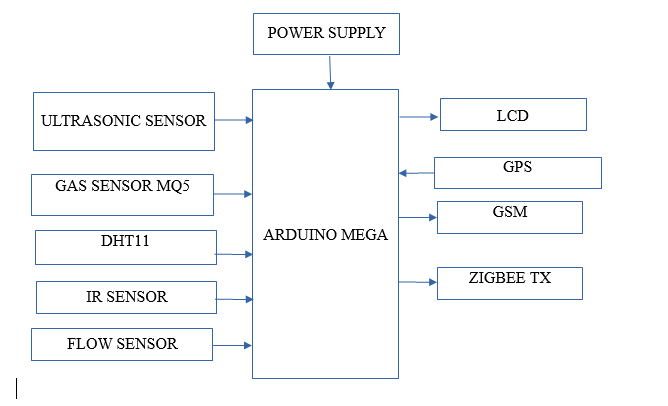 POWER SUPPLY
ULTRASONIC SENSOR
GAS SENSOR MQ5
DHT11
IR SENSOR
FLOW SENSOR
ARDUINO MEGA
LCD
GPS
GSM
ZIGBEE TX